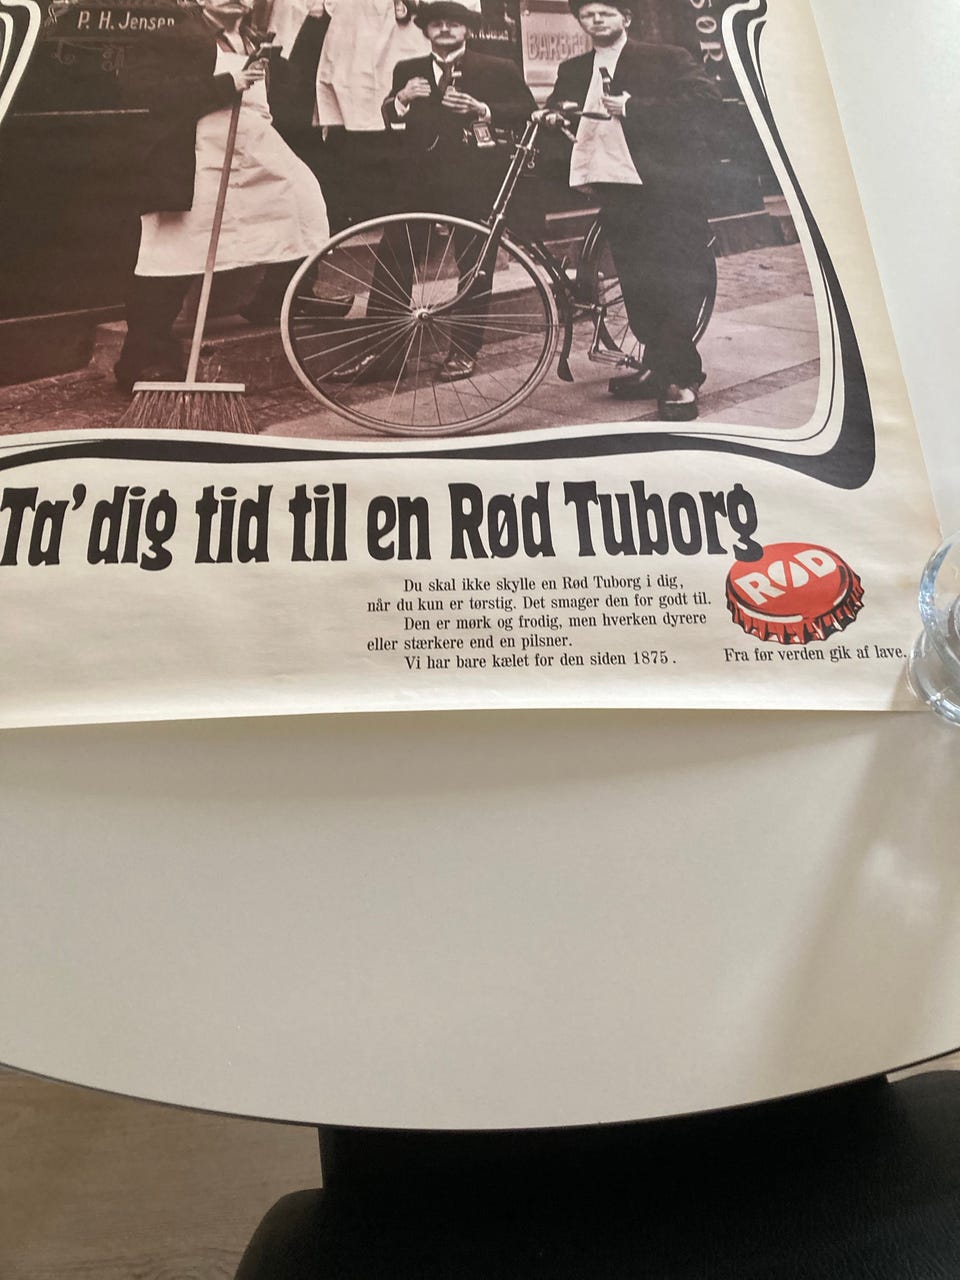 P. H. Jensen
BARBER
Ta' dig tid til en Rød Tuborg
Du skal ikke skylle en Rød Tuborg i dig,
når du kun er tørstig. Det smager den for godt til.
Den er mørk og frodig, men hverken dyrere
eller stærkere end en pilsner.
Vi har bare kælet for den siden 1875.
RØD
Fra før verden gik af lave.